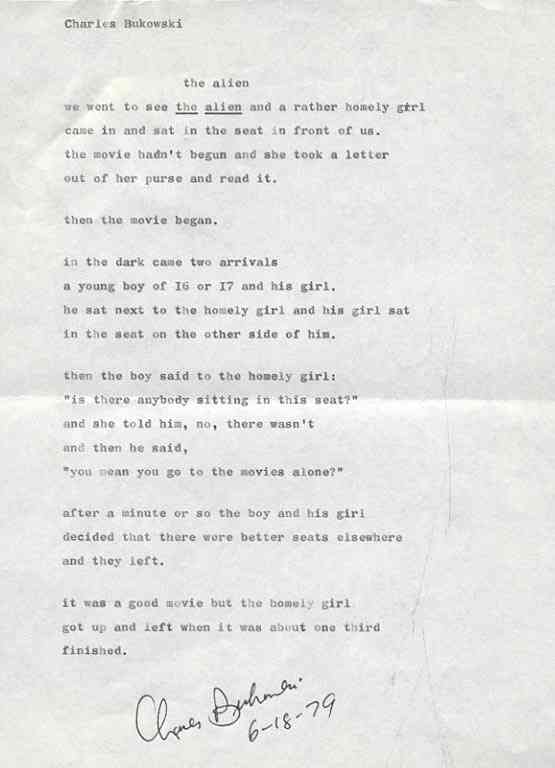 Charles Bukowski
the alien
we went to see the alien and a rather homely girl
came in and sat in the seat in front of us.
the movie hadn't begun and she took a letter
out of her purse and read it.
then the movie began.
in the dark came two arrivals
a young boy of I6 or I7 and his girl.
he sat next to the homely girl and his girl sat
in the seat on the other side of him.
then the boy said to the homely girl:
"is there anybody sitting in this seat?"
and she told him, no, there wasn't
and then he said,
"you mean you go to the movies alone?"
after a minute or so the boy and his girl
decided that there were better seats elsewhere
and they left.
it was a good movie but the homely girl
got up and left when it was about one third
finished.
Charles Bukowski
6-18-79